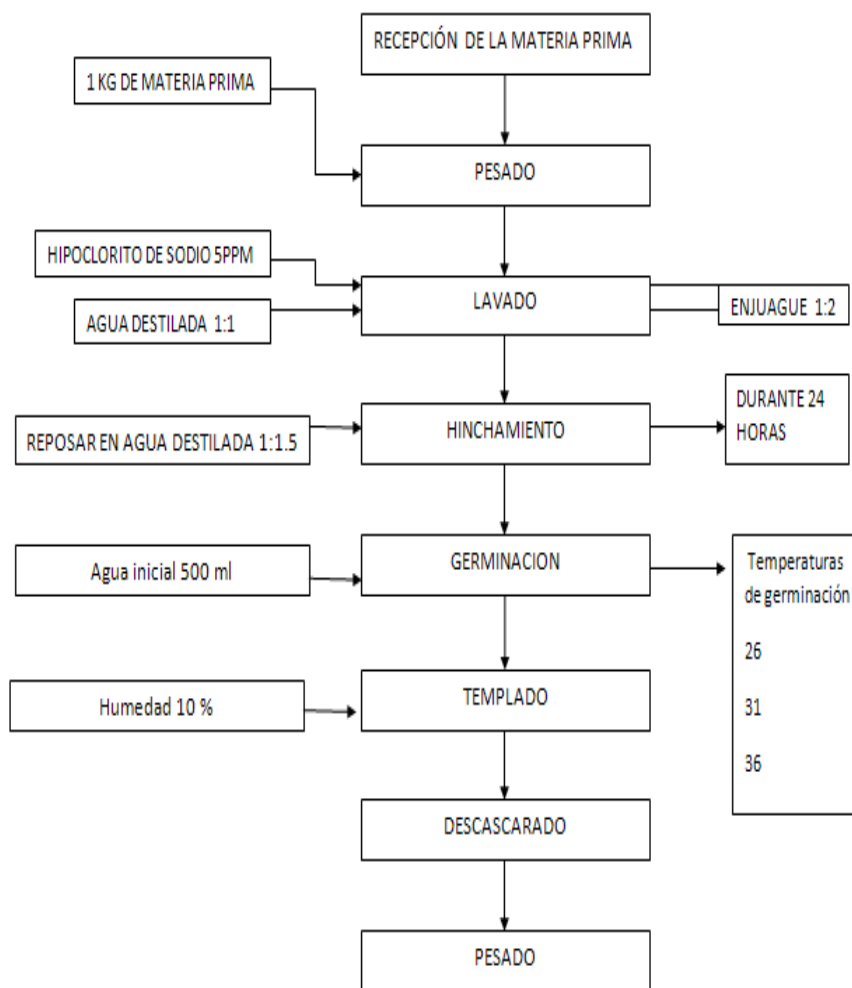 RECEPCIÓN DE LA MATERIA PRIMA
1 KG DE MATERIA PRIMA
PESADO
HIPOCLORITO DE SODIO 5PPM
LAVADO
AGUA DESTILADA 1:1
ENJUAGUE 1:2
DURANTE 24
HORAS
HINCHAMIENTO
REPOSAR EN AGUA DESTILADA 1:1.5
GERMINACION
Agua inicial 500 ml
Temperaturas
de germinación
26
31
36
TEMPLADO
Humedad 10 %
DESCASCARADO
PESADO